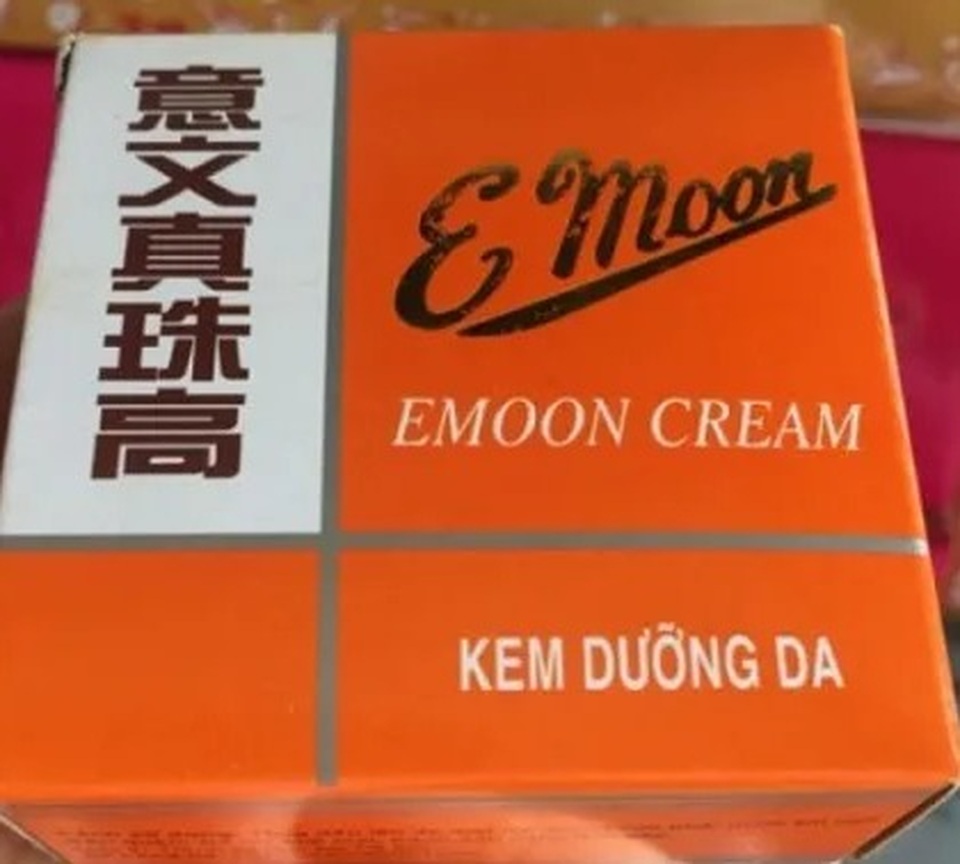 意文真珠高
E Moon
EMOON CREAM
KEM DƯỠNG DA